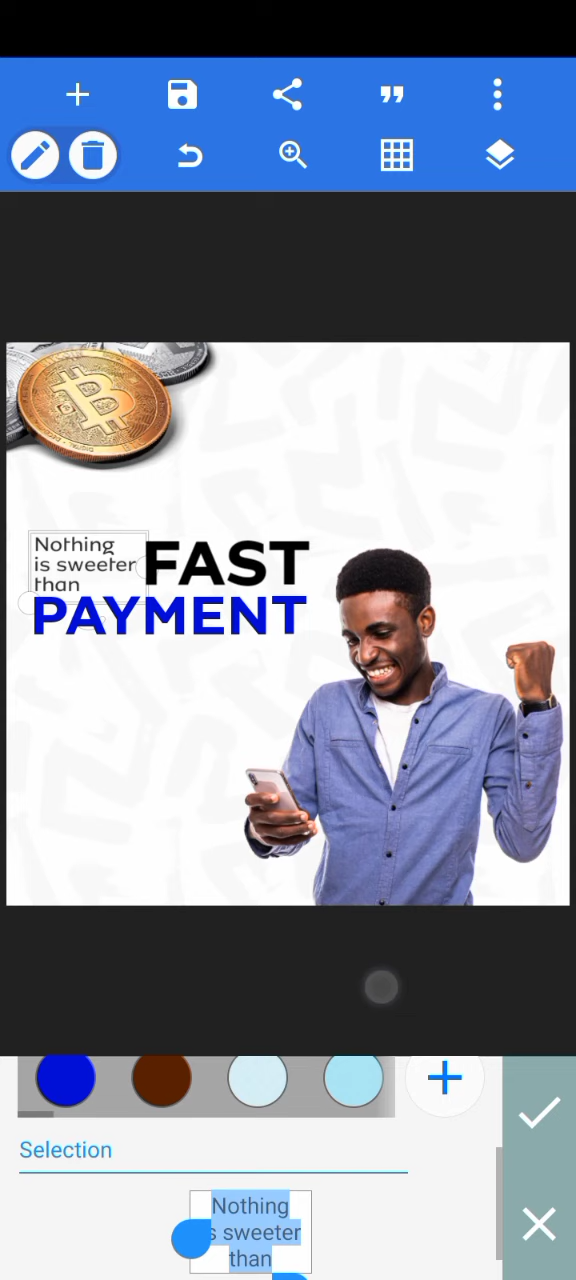 Nothing
is sweeter
than
FAST
PAYMENT
Selection
Nothing
s sweeter
than